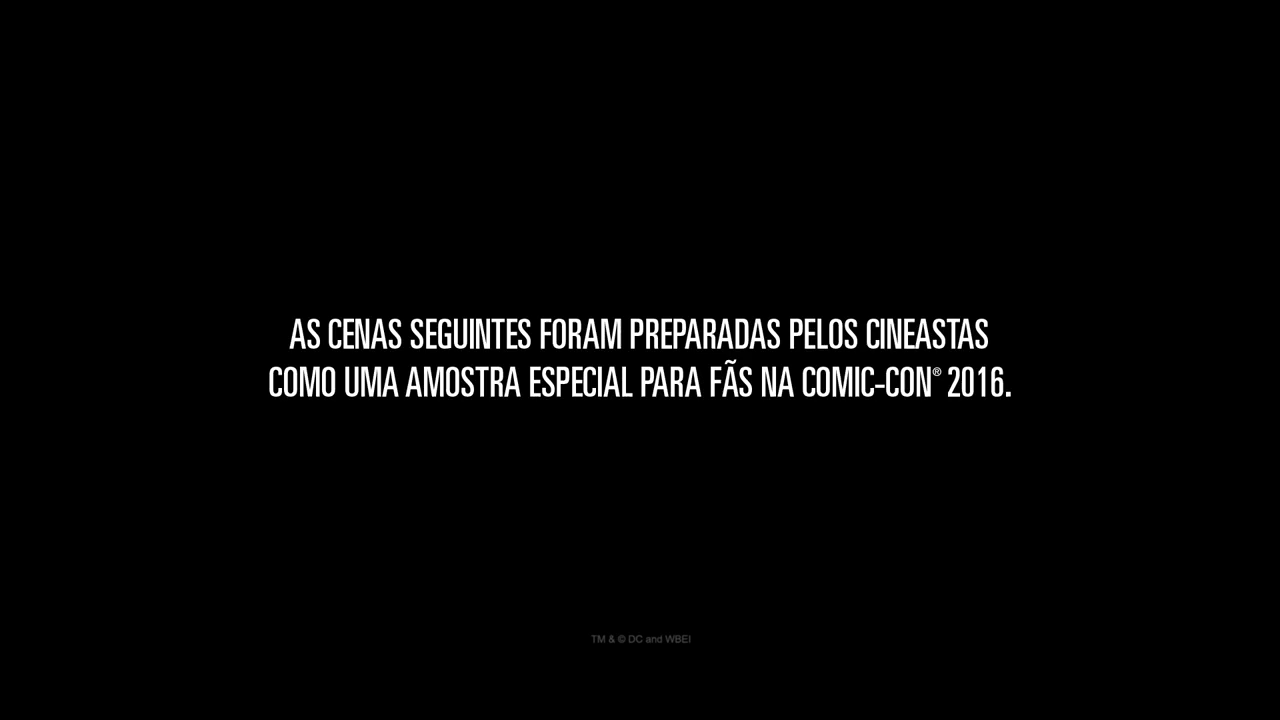 AS CENAS SEGUINTES FORAM PREPARADAS PELOS CINEASTAS
COMO UMA AMOSTRA ESPECIAL PARA FÃS NA COMIC-CON® 2016.
TM & © DC and WBEI